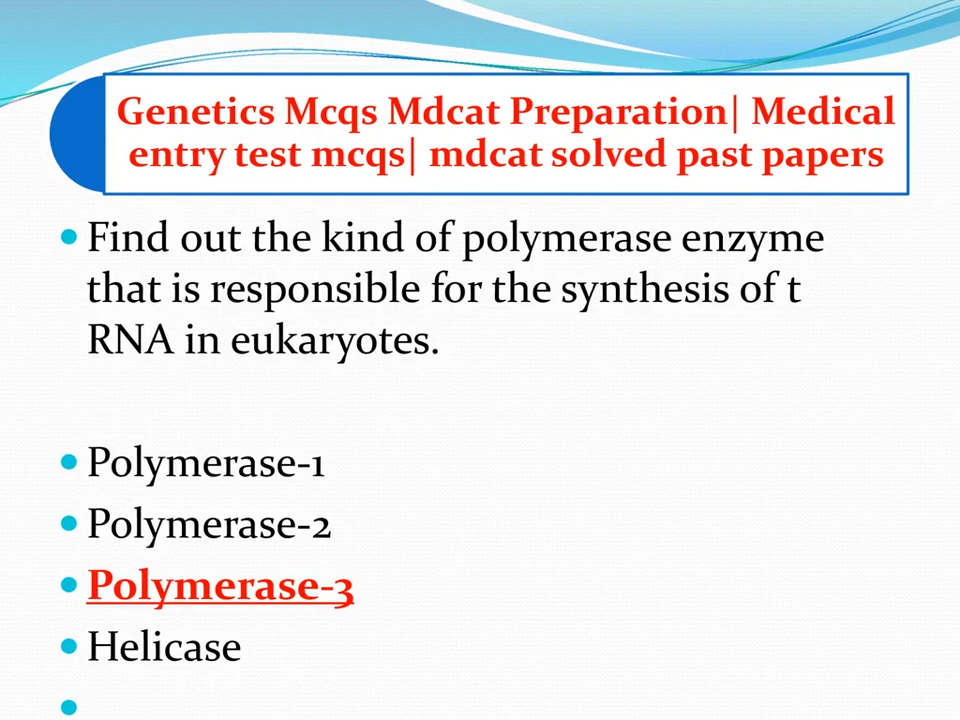 Genetics Mcqs Mdcat Preparation| Medical
entry test mcqs| mdcat solved past papers
Find out the kind of polymerase enzyme
that is responsible for the synthesis of t
RNA in eukaryotes.
Polymerase-1
Polymerase-2
Polymerase-3
Helicase